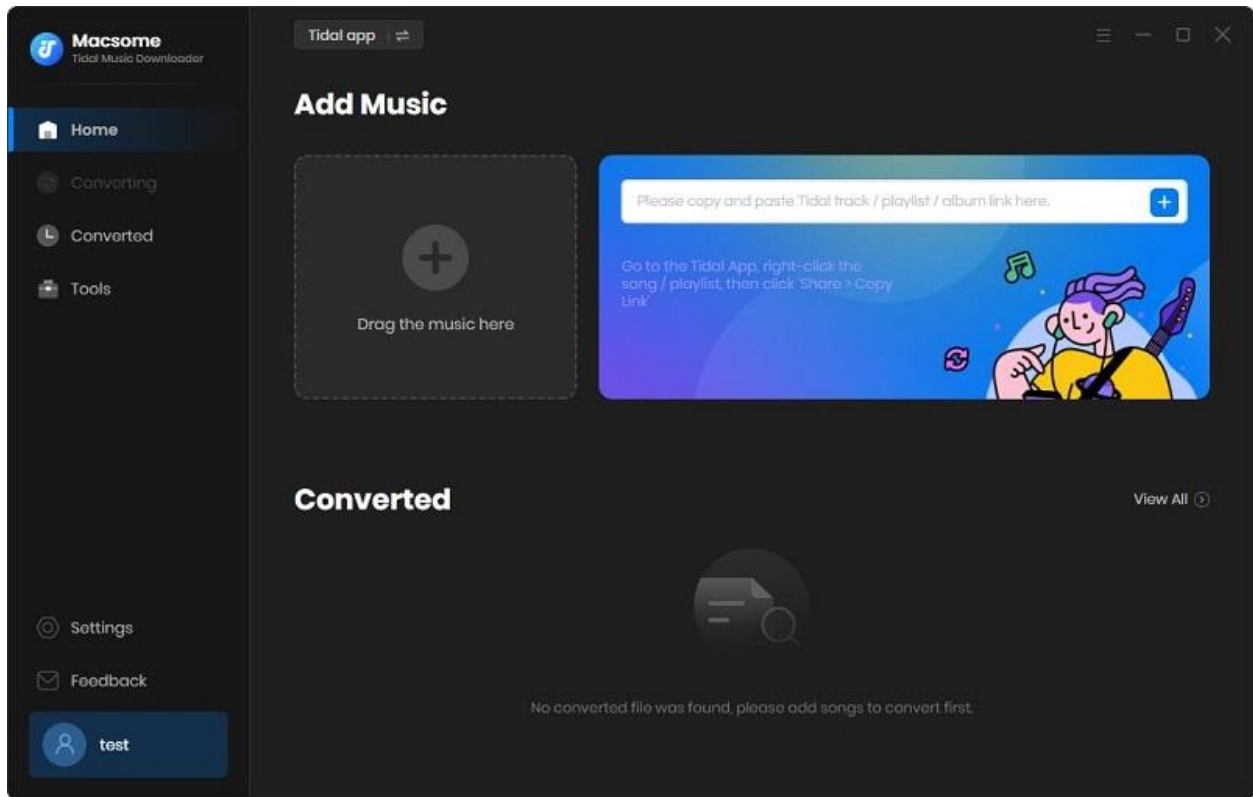 Macsome
Tidal Music Downloader
Tidal app
Home
Converting
Converted
Tools
Settings
Feedback
test
Add Music
Drag the music here
Please copy and paste Tidal track / playlist / album link here.
Go to the Tidal App, right-click the
song / playlist, then click 'Share > Copy
Link'
Converted
View All
No converted file was found, please add songs to convert first.